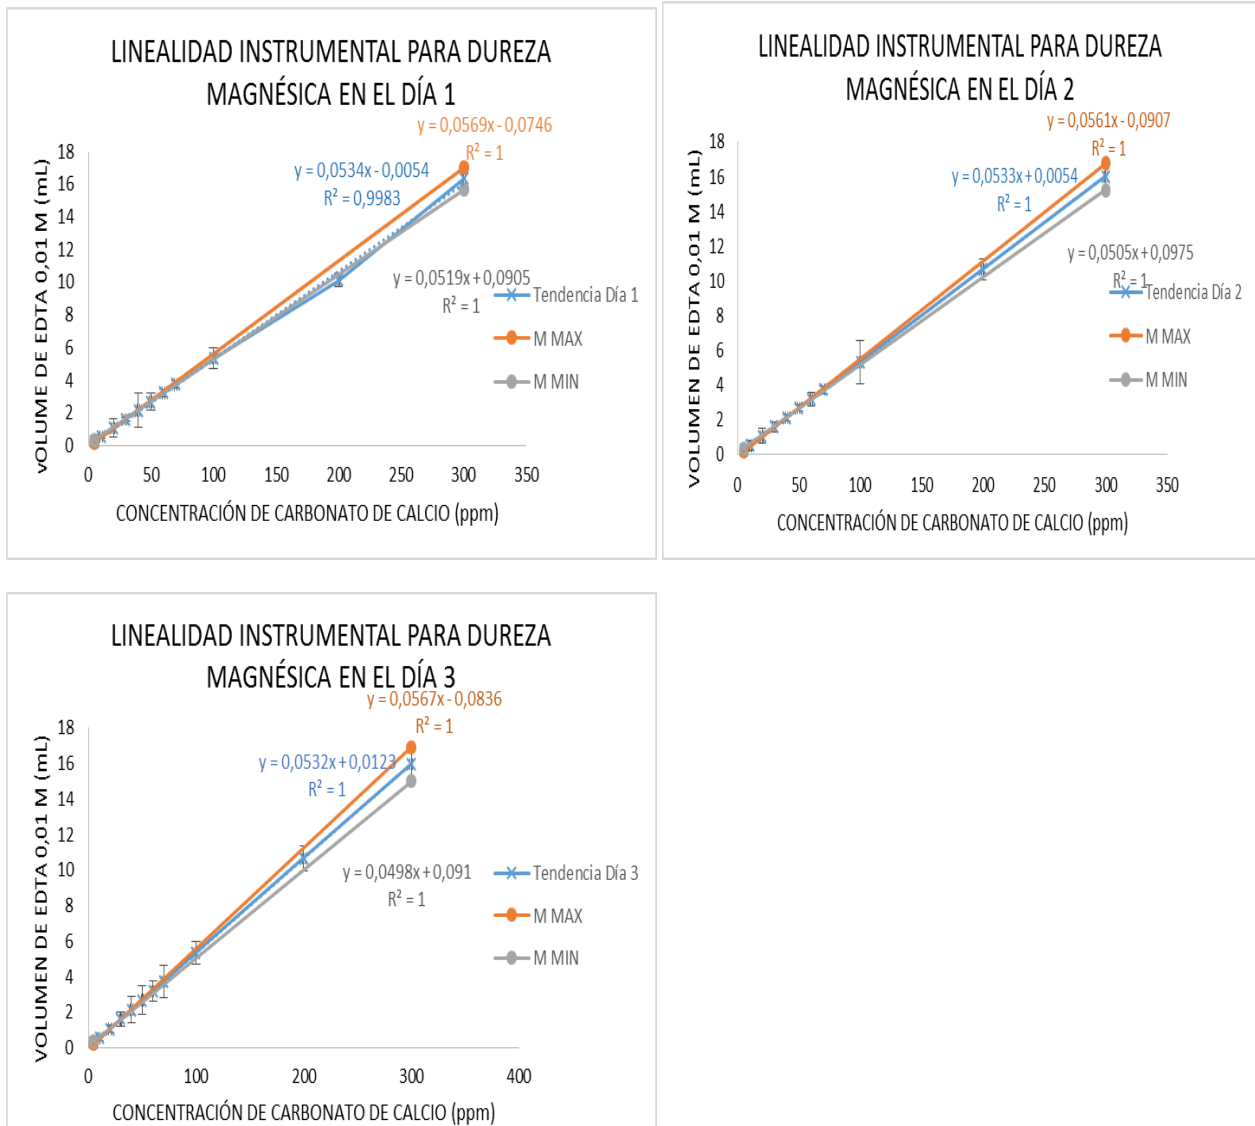 LINEALIDAD INSTRUMENTAL PARA DUREZA
MAGNÉSICA EN EL DÍA 1
y = 0,0569x - 0,0746
R² = 1
y = 0,0534x - 0,0054
R² = 0,9983
y = 0,0519x + 0,0905
R² = 1
vOLUME DE EDTA 0,01 M (mL)
18
16
14
12
10
8
6
4
2
0
0 50 100 150 200 250 300 350
CONCENTRACIÓN DE CARBONATO DE CALCIO (ppm)
Tendencia Día 1
M MAX
M MIN
LINEALIDAD INSTRUMENTAL PARA DUREZA
MAGNÉSICA EN EL DÍA 2
y = 0,0561x - 0,0907
R² = 1
y = 0,0533x + 0,0054
R² = 1
y = 0,0505x + 0,0975
R² = 1
VOLUMEN DE EDTA 0,01 M (mL)
18
16
14
12
10
8
6
4
2
0
0 50 100 150 200 250 300 350
CONCENTRACIÓN DE CARBONATO DE CALCIO (ppm)
Tendencia Día 2
M MAX
M MIN
LINEALIDAD INSTRUMENTAL PARA DUREZA
MAGNÉSICA EN EL DÍA 3
y = 0,0567x - 0,0836
R² = 1
y = 0,0532x + 0,0123
R² = 1
y = 0,0498x + 0,091
R² = 1
VOLUMEN DE EDTA 0,01 M (mL)
18
16
14
12
10
8
6
4
2
0
0 100 200 300 400
CONCENTRACIÓN DE CARBONATO DE CALCIO (ppm)
Tendencia Día 3
M MAX
M MIN